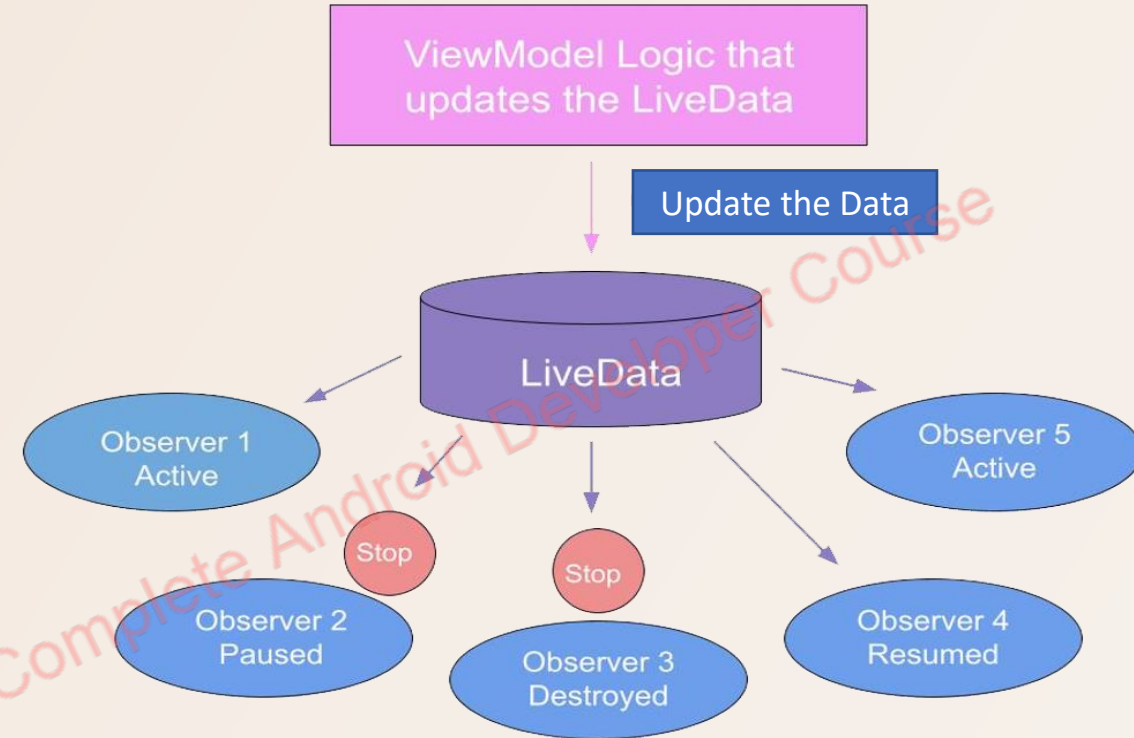 ViewModel Logic that
updates the LiveData
Update the Data
LiveData
Observer 1
Active
Observer 5
Active
Stop
Stop
Observer 2
Paused
Observer 3
Destroyed
Observer 4
Resumed
Complete Android Developer Course